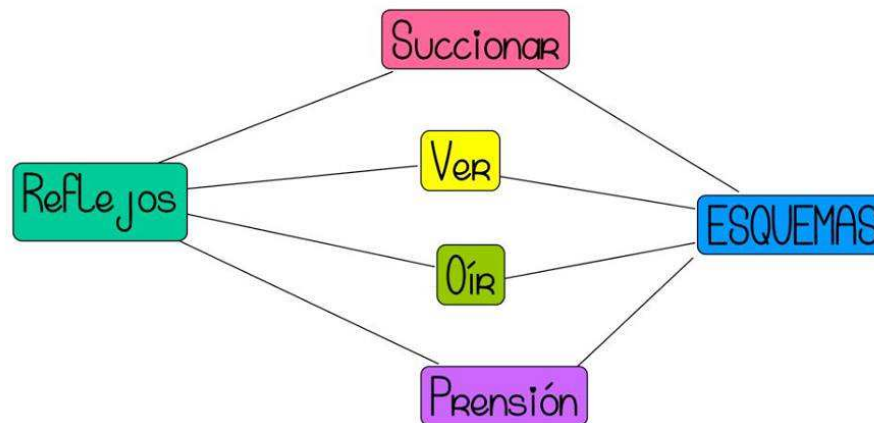 Succionar
Ver
Reflejos
ESQUEMAS
Oír
Prensión